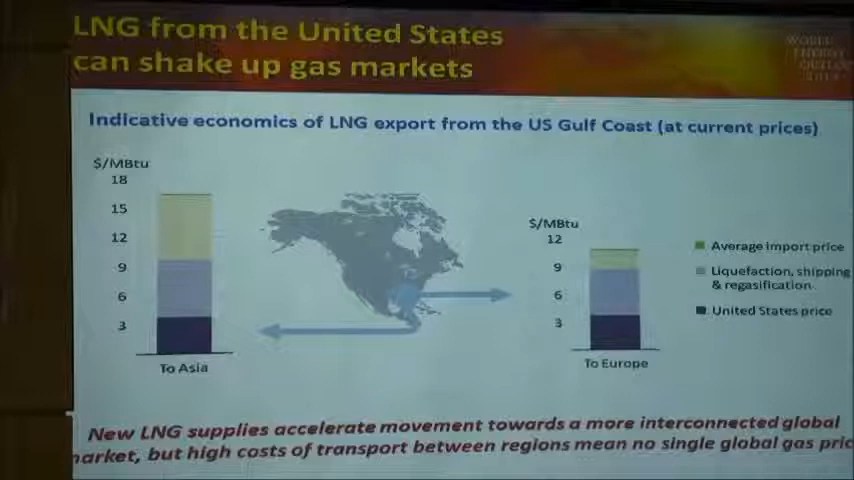 LNG from the United States
can shake up gas markets
WORLD
ENERGY
OUTLOOK
Indicative economics of LNG export from the US Gulf Coast (at current prices)
$/MBtu
18
15
12
9
6
3
To Asia
$/MBtu
12
9
6
3
To Europe
Average import price
Liquefaction, shipping
& regasification
United States price
New LNG supplies accelerate movement towards a more interconnected global
market, but high costs of transport between regions mean no single global gas pric